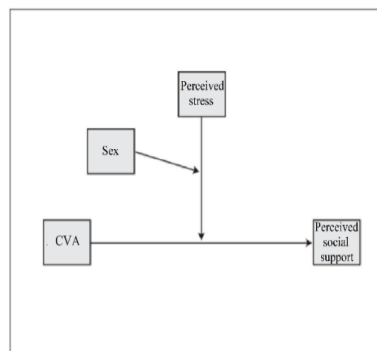 Perceived
stress
Sex
CVA
Perceived
social
support